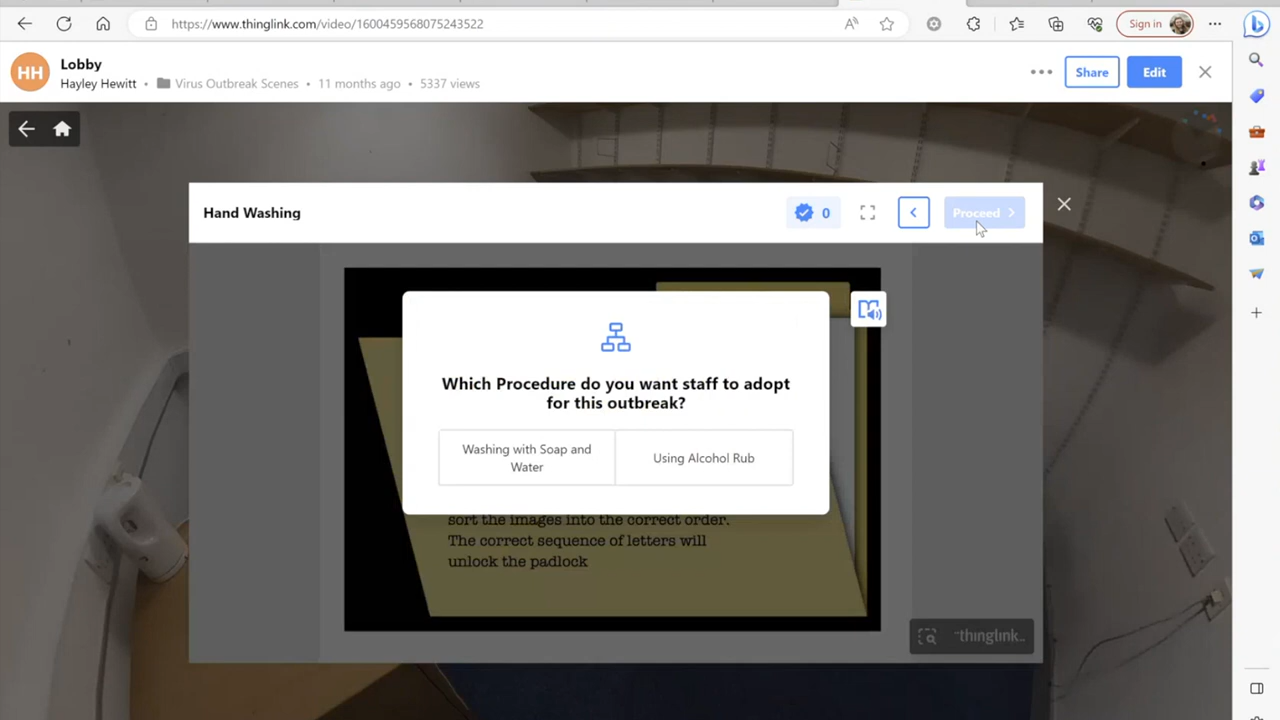 https://www.thinglink.com/video/1600459568075243522
Sign in
HH
Lobby
Hayley Hewitt • Virus Outbreak Scenes • 11 months ago • 5337 views
Share
Edit
Hand Washing
0
Proceed
Which Procedure do you want staff to adopt
for this outbreak?
Washing with Soap and
Water
Using Alcohol Rub
sort the images into the correct order.
The correct sequence of letters will
unlock the padlock
thinglink..